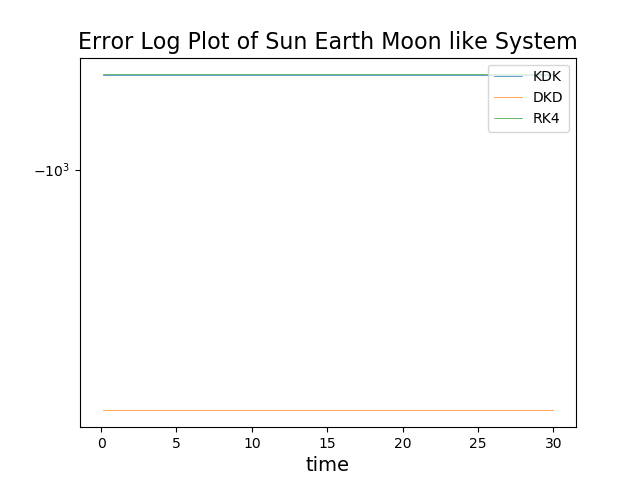 Error Log Plot of Sun Earth Moon like System
KDK
DKD
RK4
−10³
0 5 10 15 20 25 30
time